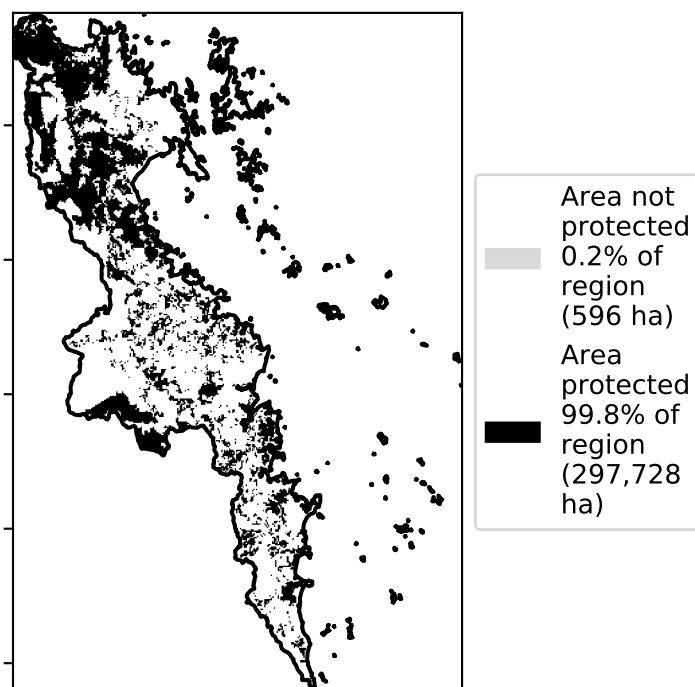 Area not
protected
0.2% of
region
(596 ha)
Area
protected
99.8% of
region
(297,728
ha)